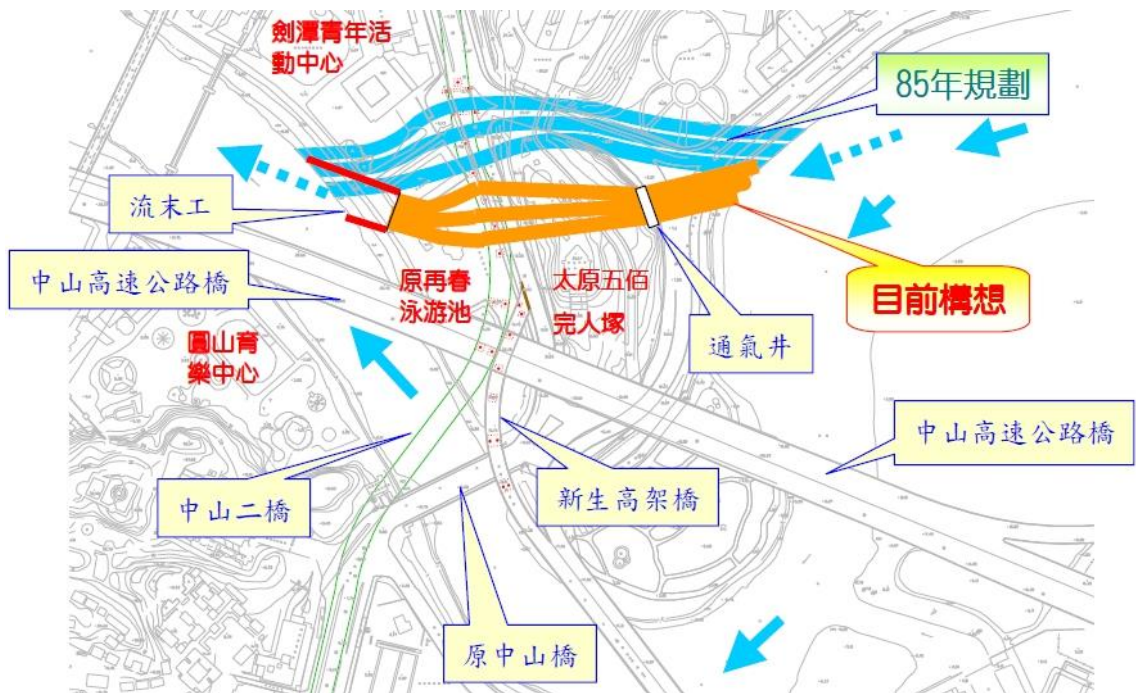 劍潭青年活
動中心
85年規劃
流末工
中山高速公路橋
原再春
泳游池
太原五佰
完人塚
目前構想
通氣井
圓山育
樂中心
中山高速公路橋
中山二橋
新生高架橋
原中山橋